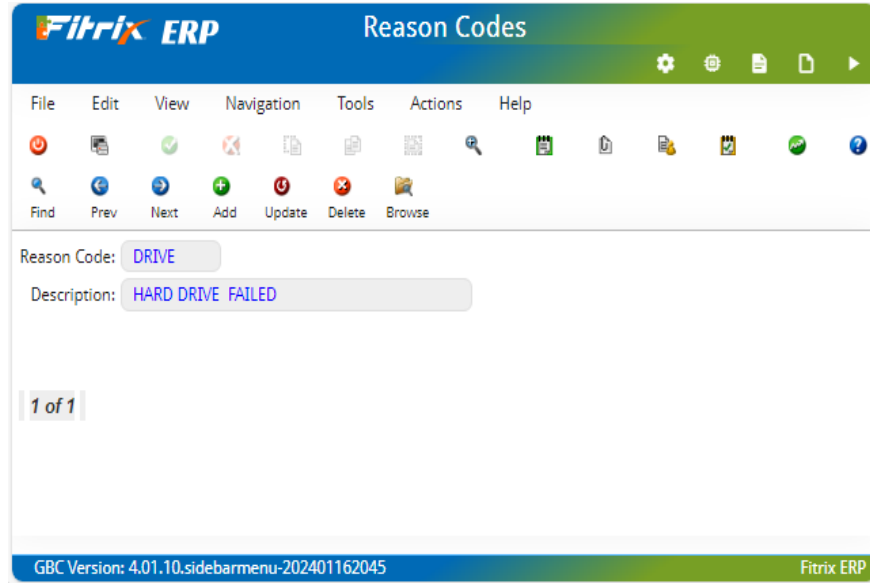 Fitrix ERP
Reason Codes
File Edit View Navigation Tools Actions Help
Find Prev Next Add Update Delete Browse
Reason Code: DRIVE
Description: HARD DRIVE FAILED
1 of 1
GBC Version: 4.01.10.sidebarmenu-202401162045 Fitrix ERP